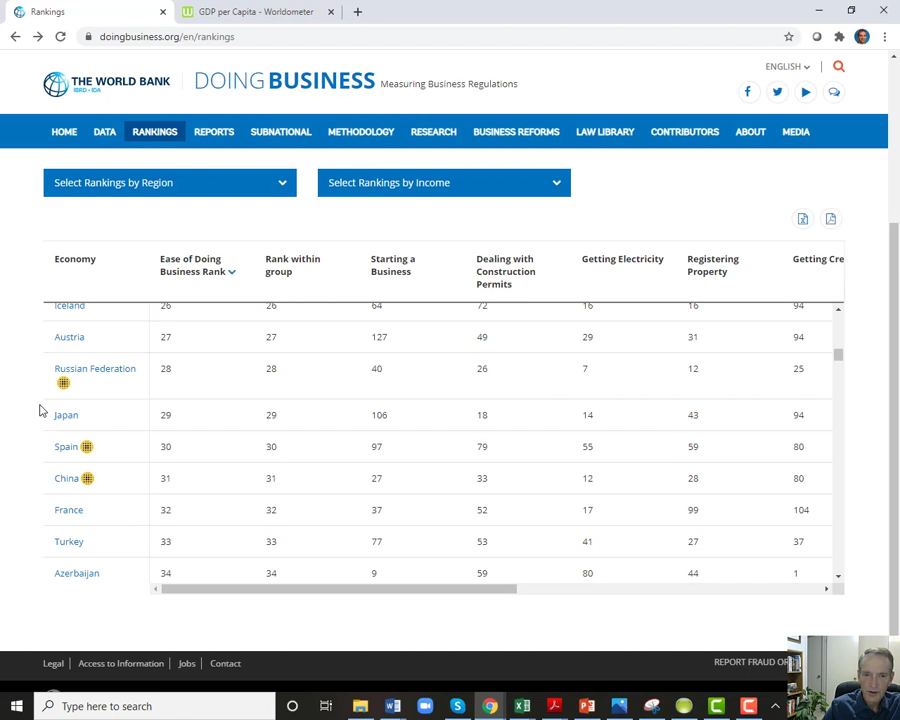 Rankings
GDP per Capita - Worldometer
doingbusiness.org/en/rankings
THE WORLD BANK
IBRD • IDA
DOING BUSINESS
Measuring Business Regulations
ENGLISH
HOME DATA RANKINGS REPORTS SUBNATIONAL METHODOLOGY RESEARCH BUSINESS REFORMS LAW LIBRARY CONTRIBUTORS ABOUT MEDIA
Select Rankings by Region
Select Rankings by Income
Economy
Ease of Doing
Business Rank
Rank within
group
Starting a
Business
Dealing with
Construction
Permits
Getting Electricity
Registering
Property
Getting Cre
Iceland 26 26 64 72 16 16 94
Austria 27 27 127 49 29 31 94
Russian Federation 28 28 40 26 7 12 25
Japan 29 29 106 18 14 43 94
Spain 30 30 97 79 55 59 80
China 31 31 27 33 12 28 80
France 32 32 37 52 17 99 104
Turkey 33 33 77 53 41 27 37
Azerbaijan 34 34 9 59 80 44 1
Legal | Access to Information | Jobs | Contact
REPORT FRAUD OR
Type here to search